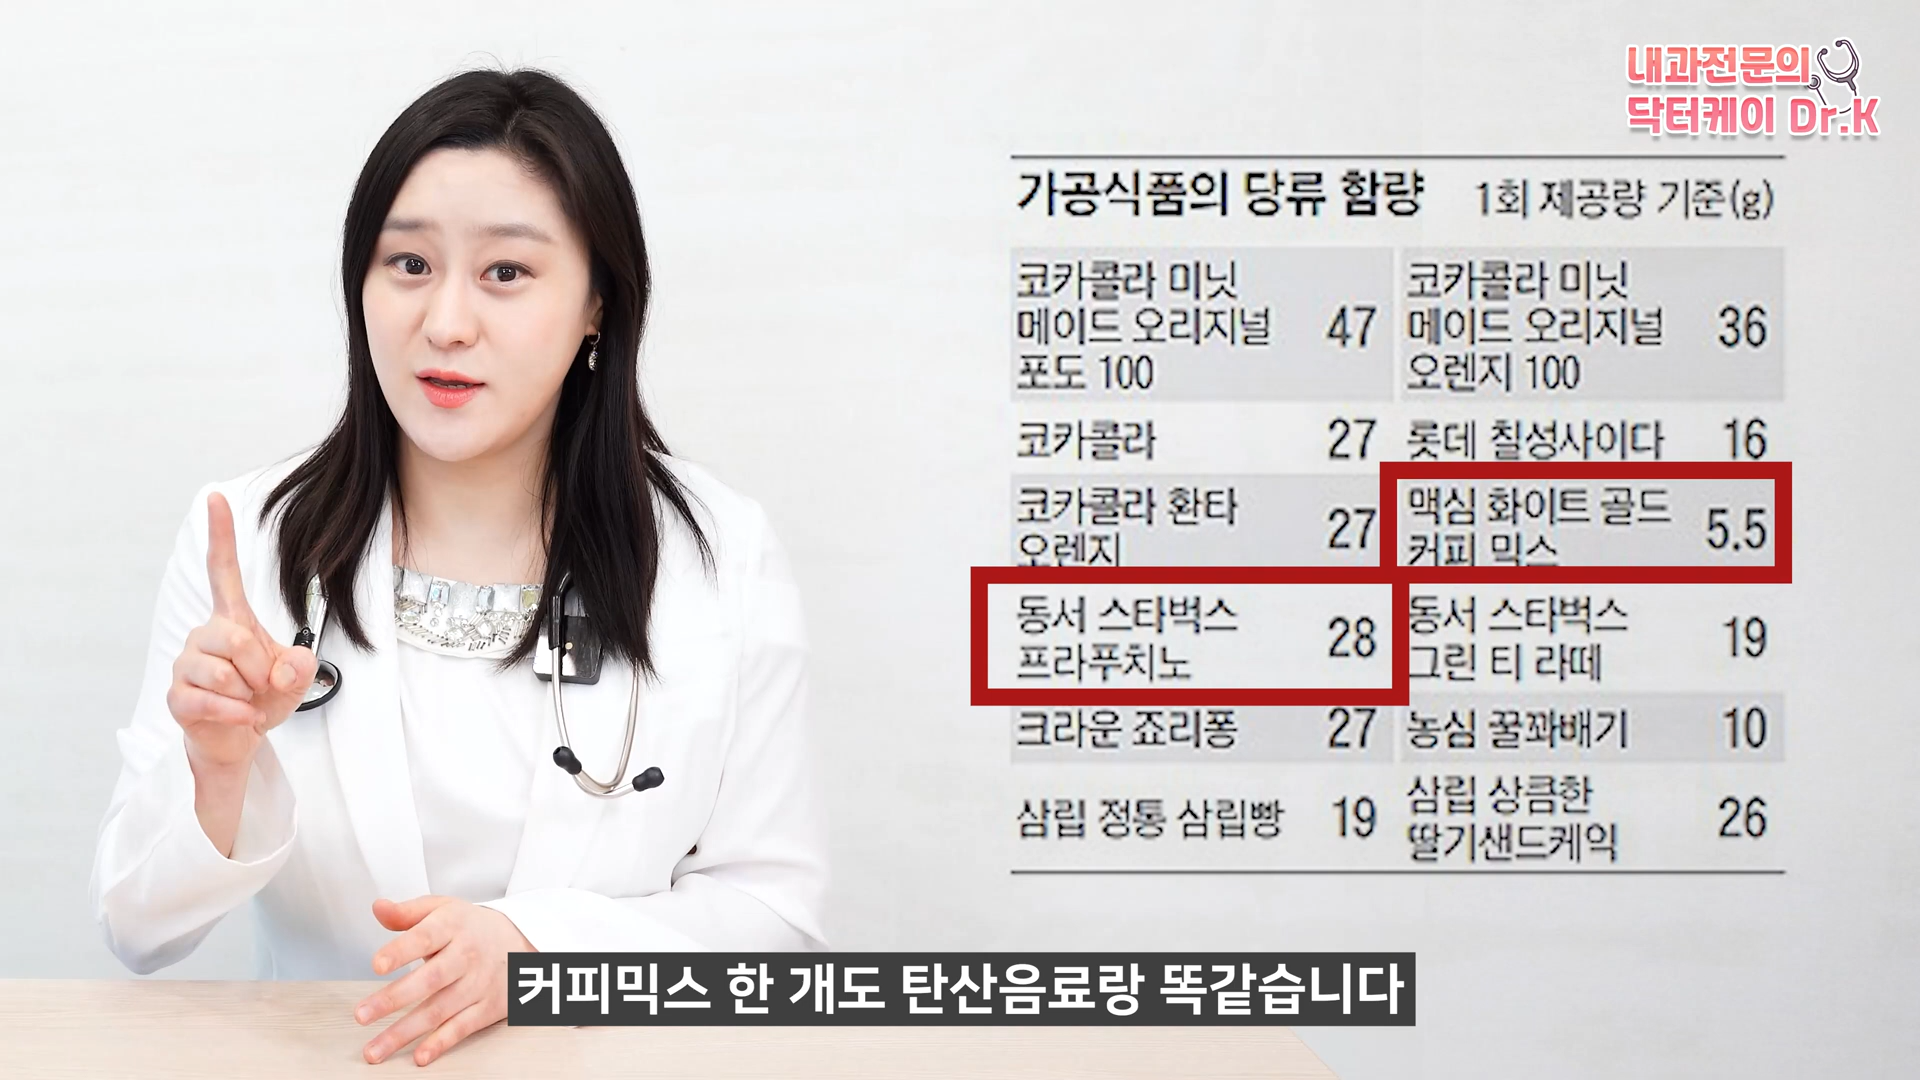 내과전문의
닥터케이 Dr.K
가공식품의 당류 함량 1회 제공량 기준(g)
코카콜라 미닛
메이드 오리지널 47
포도 100
코카콜라 미닛
메이드 오리지널 36
오렌지 100
코카콜라 27
롯데 칠성사이다 16
코카콜라 환타
오렌지 27
맥심 화이트 골드
커피 믹스 5.5
동서 스타벅스
프라푸치노 28
동서 스타벅스
그린 티 라떼 19
크라운 죠리퐁 27
농심 꿀꽈배기 10
삼립 정통 삼립빵 19
삼립 상큼한
딸기샌드케익 26
커피믹스 한 개도 탄산음료랑 똑같습니다